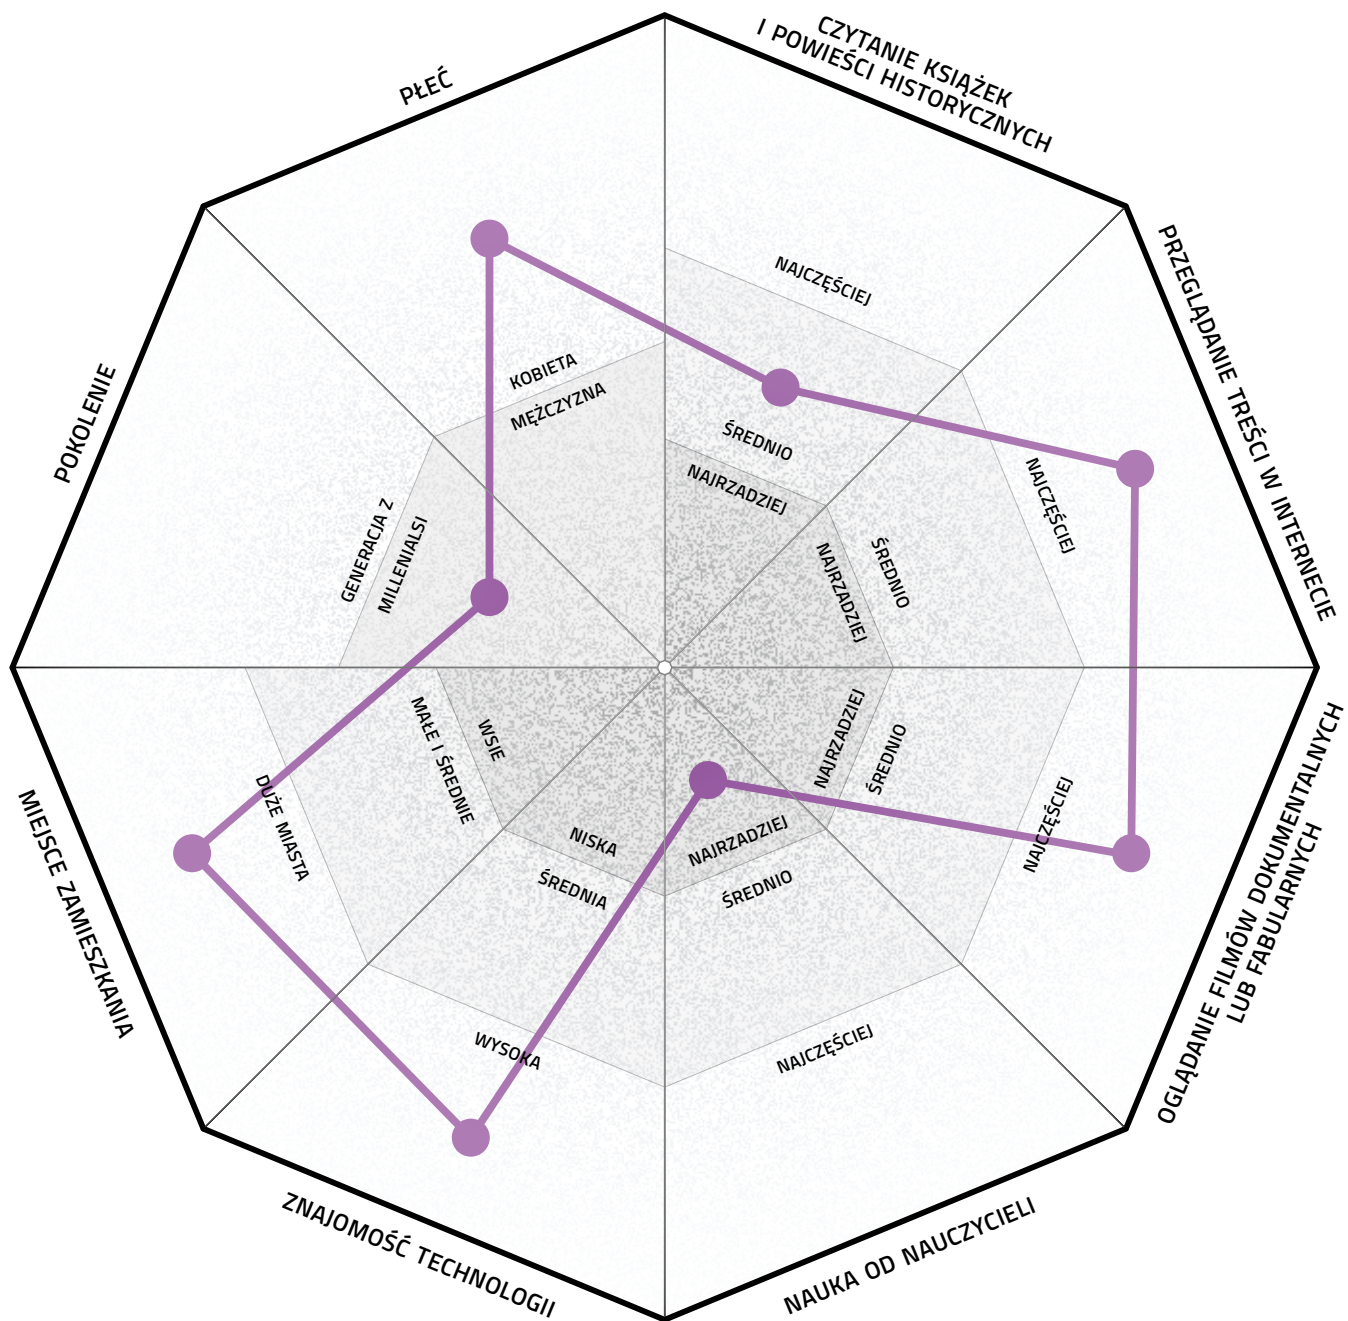 CZYTANIE KSIĄŻEK
I POWIEŚCI HISTORYCZNYCH
PŁEĆ
PRZEGLĄDANIE TREŚCI W INTERNECIE
NAJCZĘŚCIEJ
ŚREDNIO
NAJRZADZIEJ
KOBIETA
MĘŻCZYZNA
POKOLENIE
GENERACJA Z
MILLENIALSI
NAJCZĘŚCIEJ
ŚREDNIO
NAJRZADZIEJ
NAJRZADZIEJ
ŚREDNIO
NAJCZĘŚCIEJ
OGLĄDANIE FILMÓW DOKUMENTALNYCH
LUB FABULARNYCH
WSIE
MAŁE I ŚREDNIE
DUŻE MIASTA
MIEJSCE ZAMIESZKANIA
NISKA
ŚREDNIA
WYSOKA
ZNAJOMOŚĆ TECHNOLOGII
NAJRZADZIEJ
ŚREDNIO
NAJCZĘŚCIEJ
NAUKA OD NAUCZYCIELI